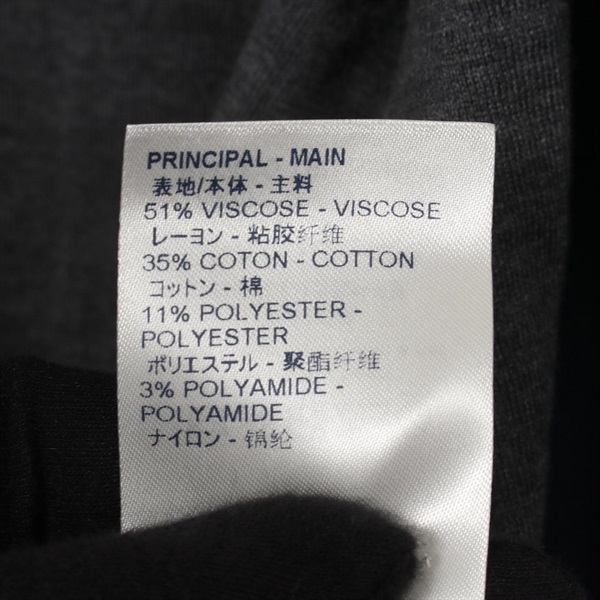 PRINCIPAL - MAIN
表地/本体 - 主料
51% VISCOSE - VISCOSE
レーヨン - 粘胶纤维
35% COTON - COTTON
コットン - 棉
11% POLYESTER -
POLYESTER
ポリエステル - 聚酯纤维
3% POLYAMIDE -
POLYAMIDE
ナイロン - 锦纶